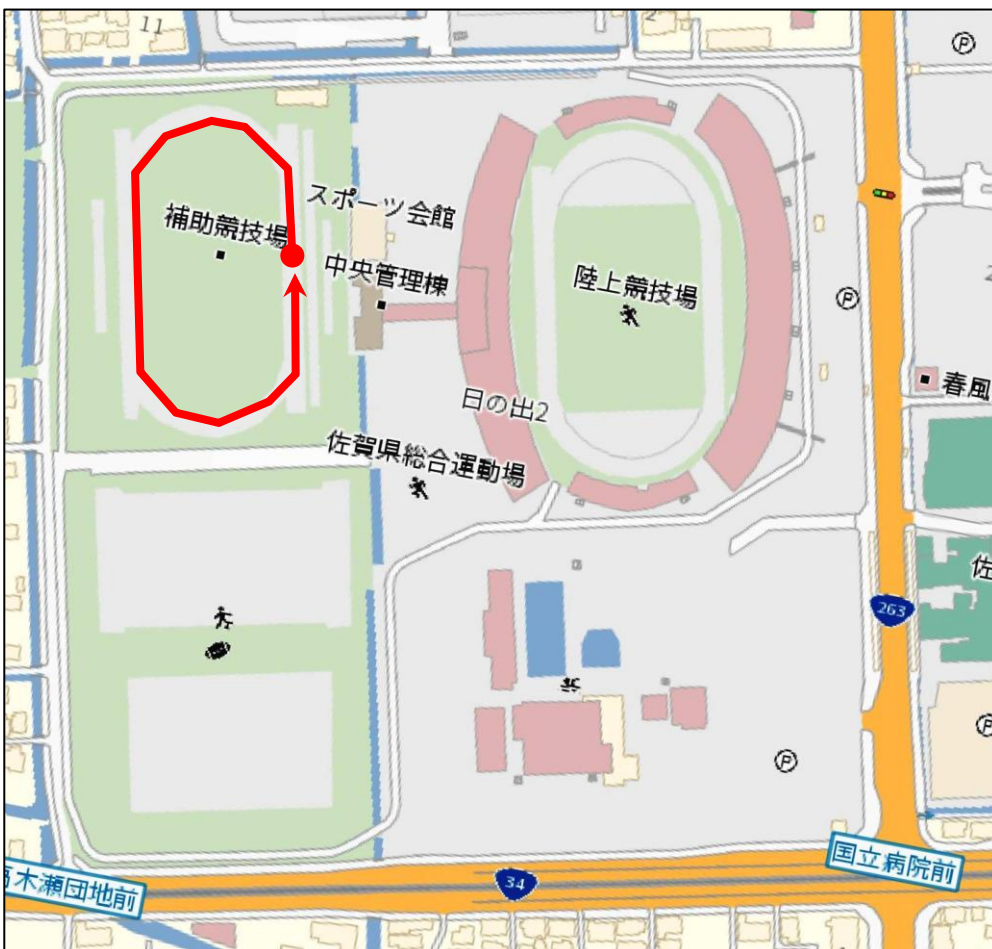 11
2
Ⓟ
スポーツ会館
補助競技場
中央管理棟
陸上競技場
Ⓟ
春風
日の出2
佐賀県総合運動場
佐
263
Ⓟ
Ⓟ
国立病院前
木瀬団地前
34